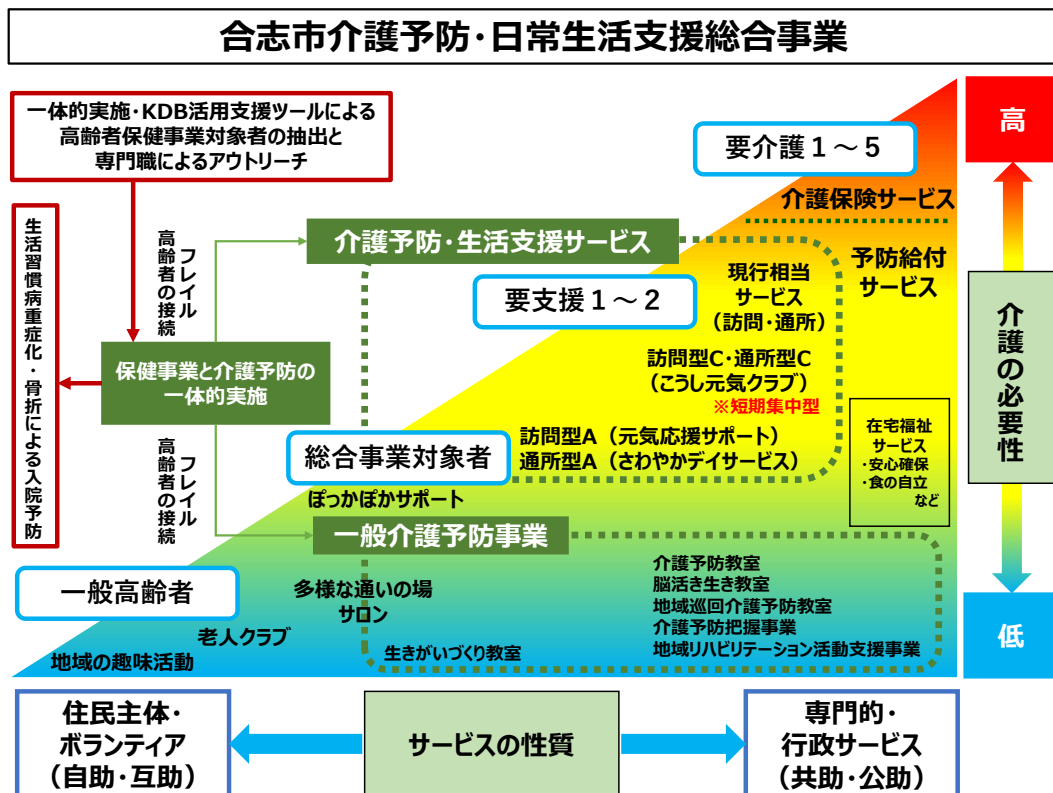 合志市介護予防・日常生活支援総合事業
一体的実施・KDB活用支援ツールによる
高齢者保健事業対象者の抽出と
専門職によるアウトリーチ
生活習慣病重症化・骨折による入院予防
フレイル
高齢者の接続
保健事業と介護予防の
一体的実施
フレイル
高齢者の接続
介護予防・生活支援サービス
要介護1～5
介護保険サービス
予防給付
サービス
要支援1～2
現行相当
サービス
（訪問・通所）
訪問型C・通所型C
（こうし元気クラブ）
※短期集中型
総合事業対象者
訪問型A（元気応援サポート）
通所型A（さわやかデイサービス）
在宅福祉
サービス
・安心確保
・食の自立
など
ぽっかぽかサポート
一般介護予防事業
一般高齢者
多様な通いの場
サロン
老人クラブ
地域の趣味活動
生きがいづくり教室
介護予防教室
脳活き生き教室
地域巡回介護予防教室
介護予防把握事業
地域リハビリテーション活動支援事業
高
介護の必要性
低
住民主体・
ボランティア
（自助・互助）
サービスの性質
専門的・
行政サービス
（共助・公助）